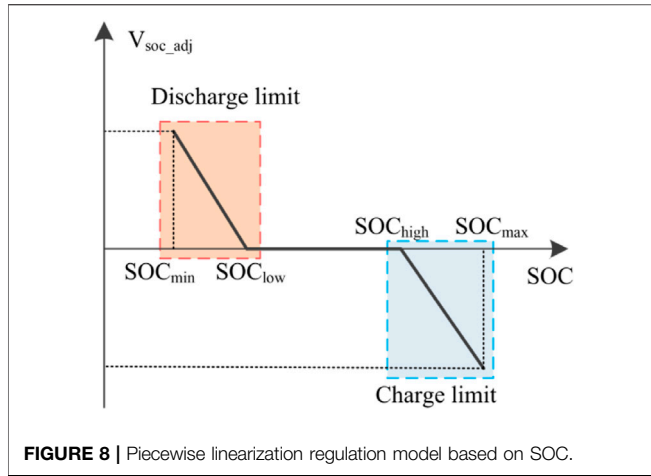 V_soc_adj
Discharge limit
SOC_high SOC_max
SOC_min SOC_low SOC
Charge limit
FIGURE 8 | Piecewise linearization regulation model based on SOC.